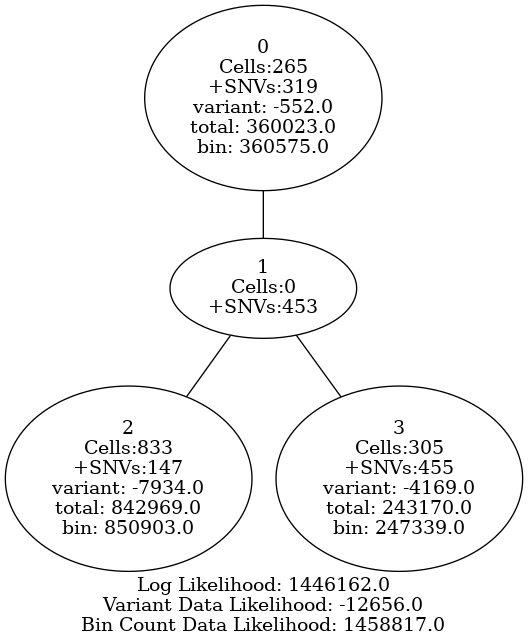 0
Cells:265
+SNVs:319
variant: -552.0
total: 360023.0
bin: 360575.0
1
Cells:0
+SNVs:453
2
Cells:833
+SNVs:147
variant: -7934.0
total: 842969.0
bin: 850903.0
3
Cells:305
+SNVs:455
variant: -4169.0
total: 243170.0
bin: 247339.0
Log Likelihood: 1446162.0
Variant Data Likelihood: -12656.0
Bin Count Data Likelihood: 1458817.0